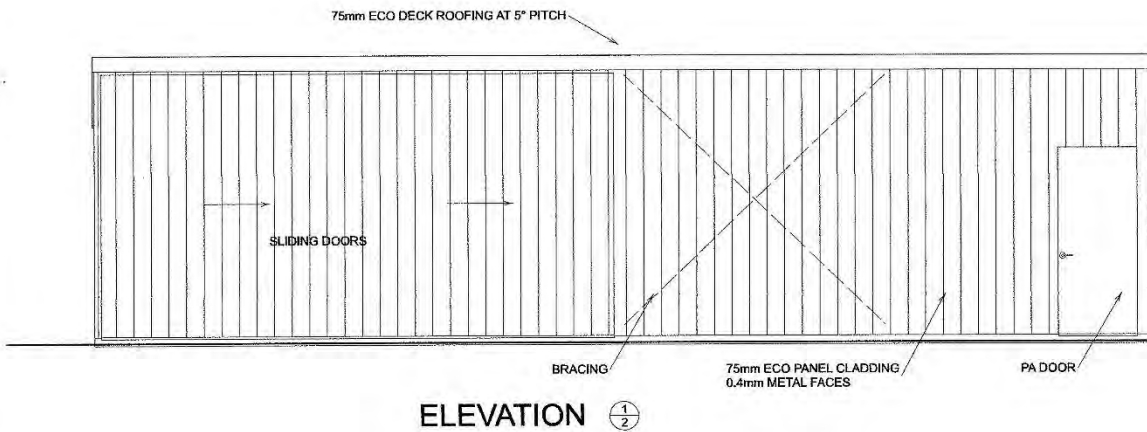 75mm ECO DECK ROOFING AT 5° PITCH
SLIDING DOORS
BRACING
75mm ECO PANEL CLADDING
0.4mm METAL FACES
PA DOOR
ELEVATION
1
2